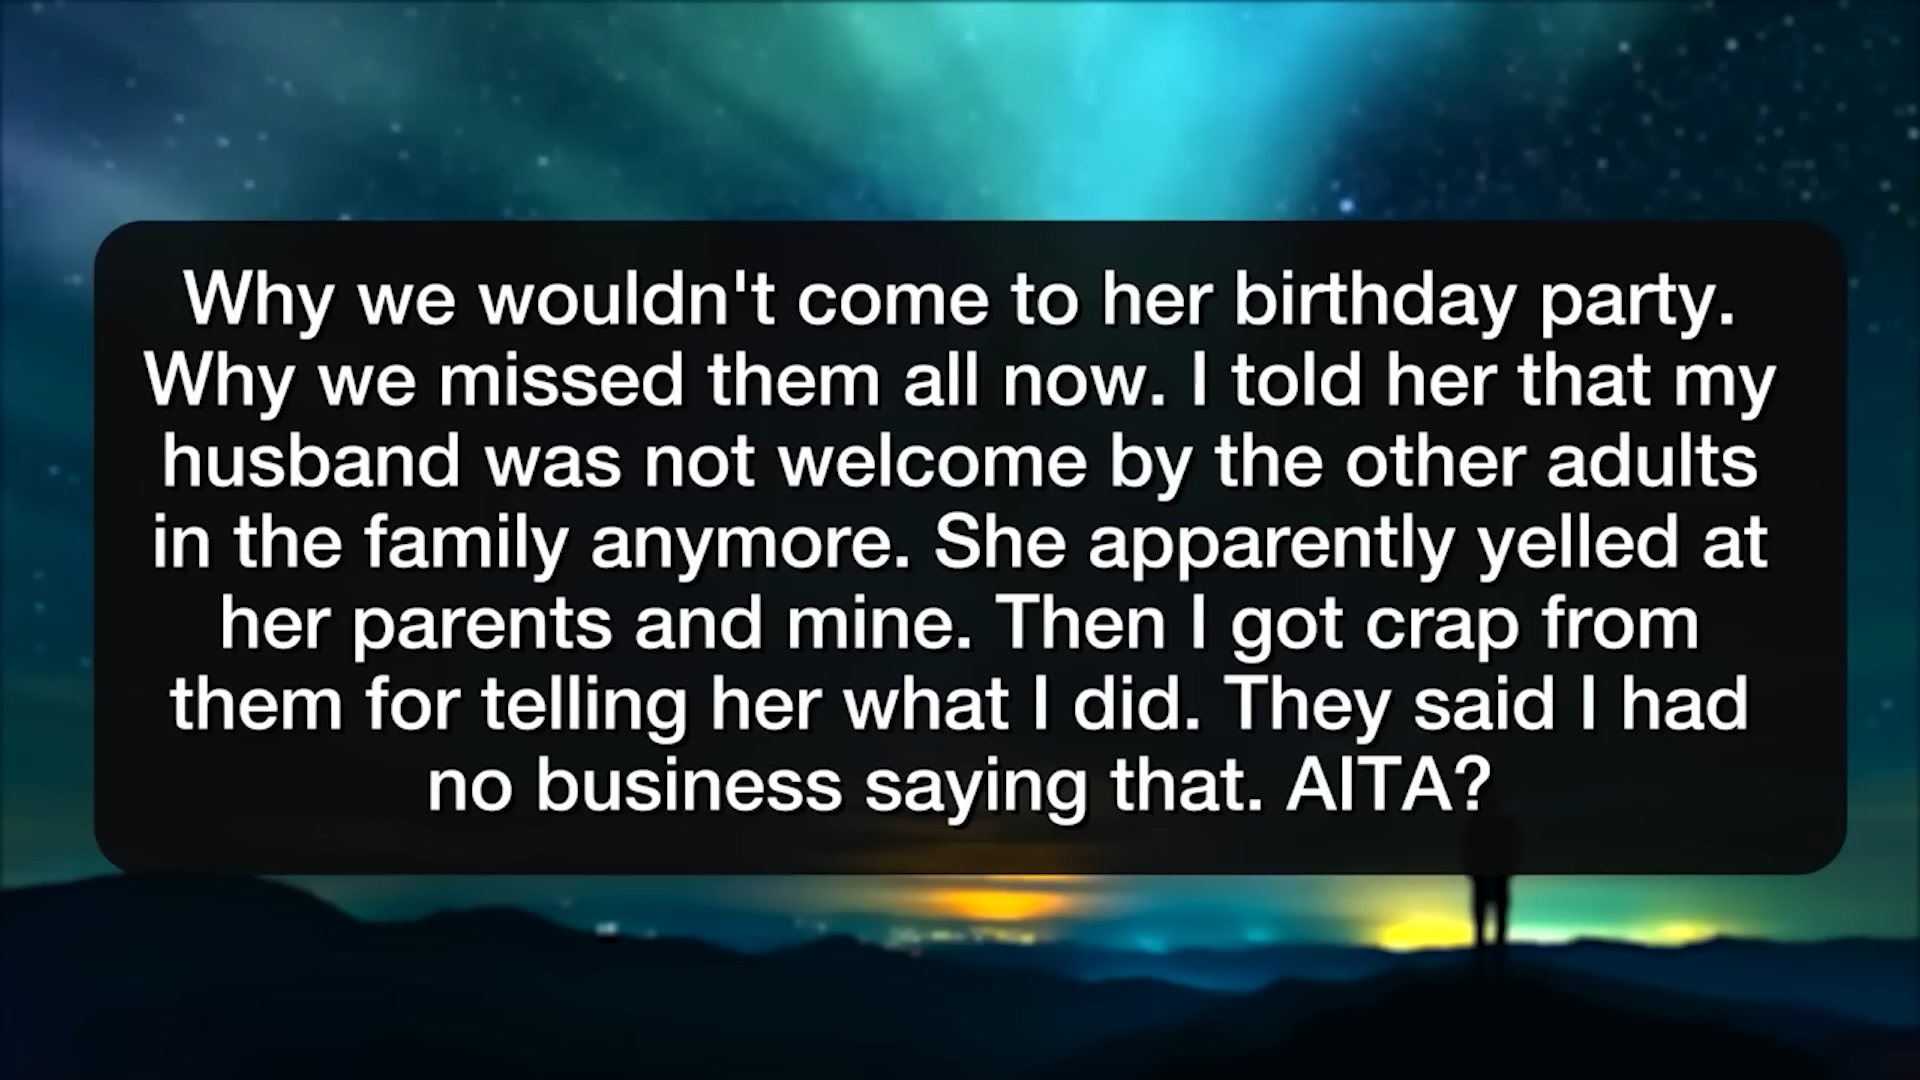 Why we wouldn't come to her birthday party.
Why we missed them all now. I told her that my
husband was not welcome by the other adults
in the family anymore. She apparently yelled at
her parents and mine. Then I got crap from
them for telling her what I did. They said I had
no business saying that. AITA?